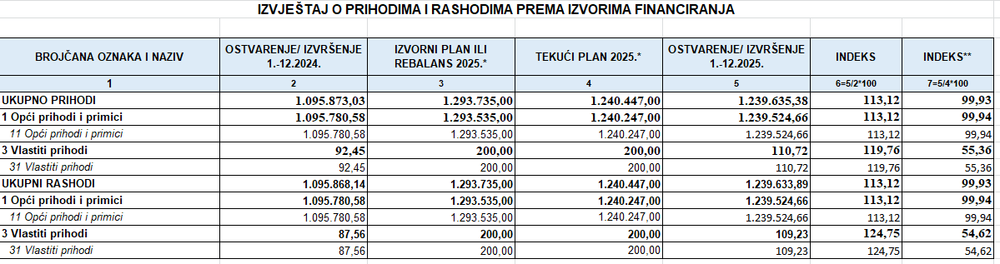 IZVJEŠTAJ O PRIHODIMA I RASHODIMA PREMA IZVORIMA FINANCIRANJA
BROJČANA OZNAKA I NAZIV OSTVARENJE/ IZVRŠENJE 1.-12.2024. IZVORNI PLAN ILI REBALANS 2025.* TEKUĆI PLAN 2025.* OSTVARENJE/ IZVRŠENJE 1.-12.2025. INDEKS INDEKS**
1 2 3 4 5 6=5/2*100 7=5/4*100
UKUPNO PRIHODI 1.095.873,03 1.293.735,00 1.240.447,00 1.239.635,38 113,12 99,93
1 Opći prihodi i primici 1.095.780,58 1.293.535,00 1.240.247,00 1.239.524,66 113,12 99,94
11 Opći prihodi i primici 1.095.780,58 1.293.535,00 1.240.247,00 1.239.524,66 113,12 99,94
3 Vlastiti prihodi 92,45 200,00 200,00 110,72 119,76 55,36
31 Vlastiti prihodi 92,45 200,00 200,00 110,72 119,76 55,36
UKUPNI RASHODI 1.095.868,14 1.293.735,00 1.240.447,00 1.239.633,89 113,12 99,93
1 Opći prihodi i primici 1.095.780,58 1.293.535,00 1.240.247,00 1.239.524,66 113,12 99,94
11 Opći prihodi i primici 1.095.780,58 1.293.535,00 1.240.247,00 1.239.524,66 113,12 99,94
3 Vlastiti prihodi 87,56 200,00 200,00 109,23 124,75 54,62
31 Vlastiti prihodi 87,56 200,00 200,00 109,23 124,75 54,62